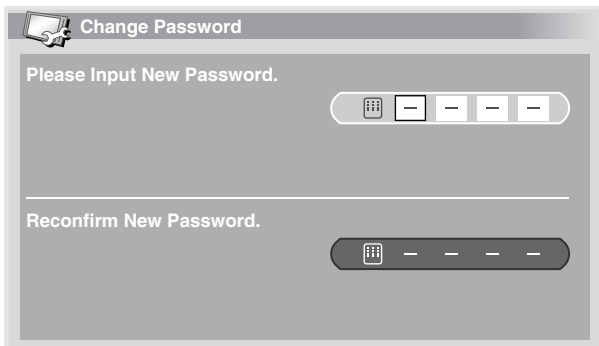 Change Password
Please Input New Password.
– – – –
Reconfirm New Password.
– – – –